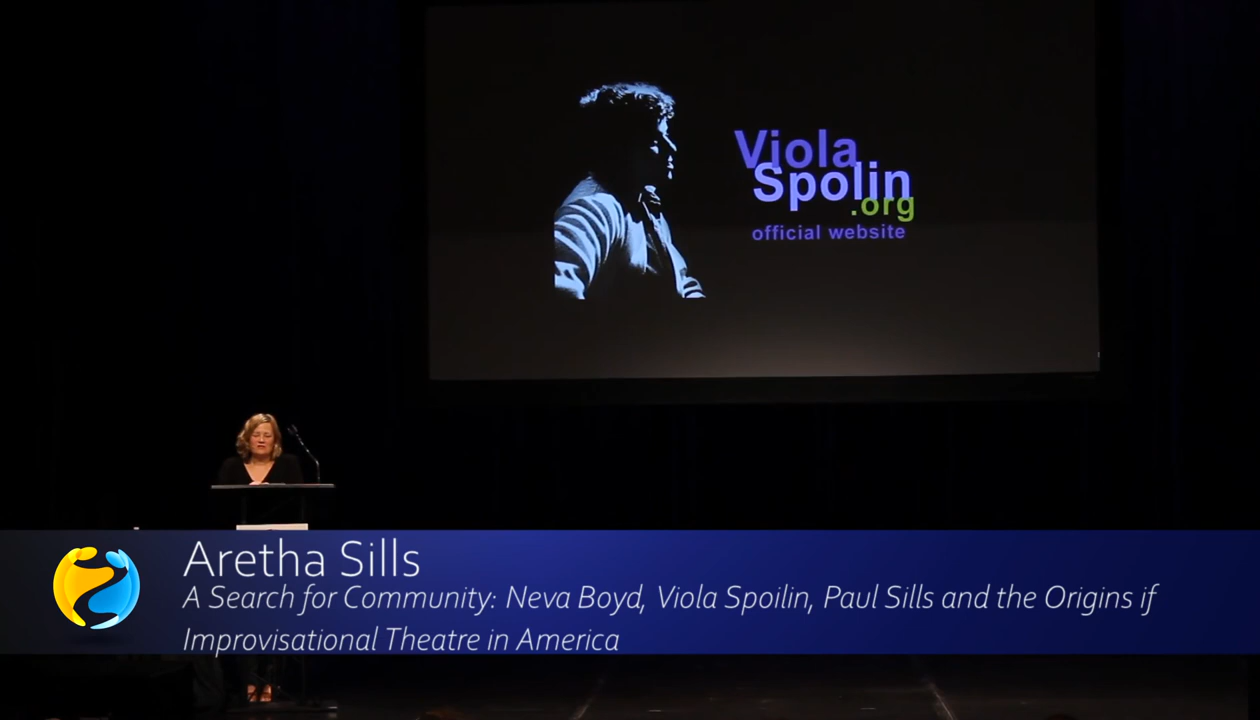 Viola
Spolin
.org
official website
Aretha Sills
A Search for Community: Neva Boyd, Viola Spoilin, Paul Sills and the Origins if
Improvisational Theatre in America